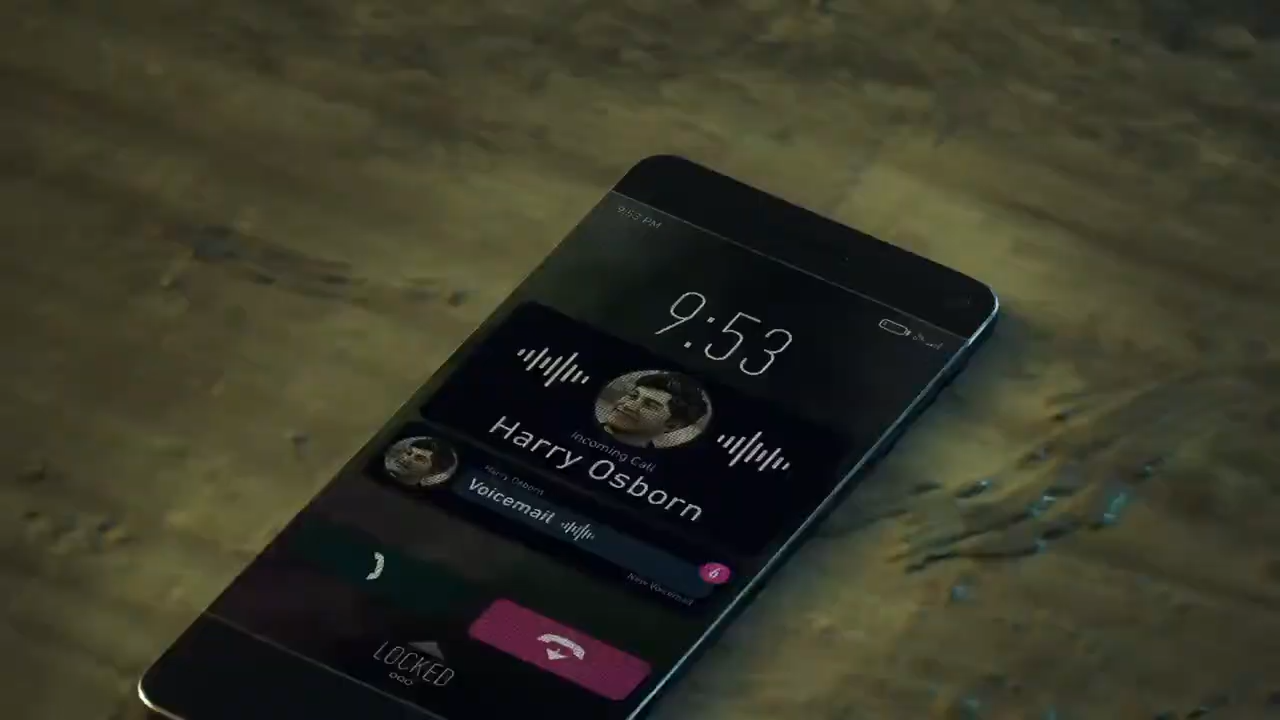 9:53 PM
9:53
Incoming Call
Harry Osborn
Harry Osborn
Voicemail
6
New Voicemail
LOCKED